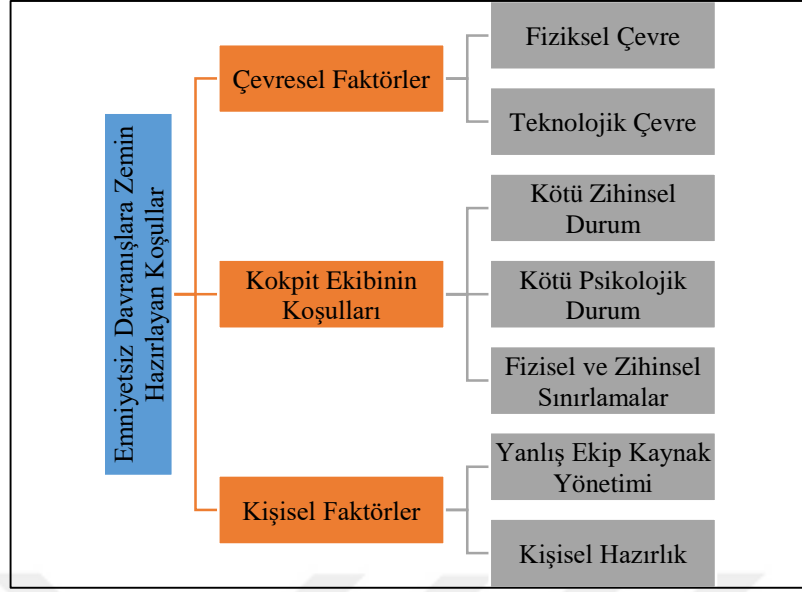 Emniyetsiz Davranışlara Zemin
Hazırlayan Koşullar
Çevresel Faktörler
Fiziksel Çevre
Teknolojik Çevre
Kokpit Ekibinin
Koşulları
Kötü Zihinsel
Durum
Kötü Psikolojik
Durum
Fizisel ve Zihinsel
Sınırlamalar
Kişisel Faktörler
Yanlış Ekip Kaynak
Yönetimi
Kişisel Hazırlık